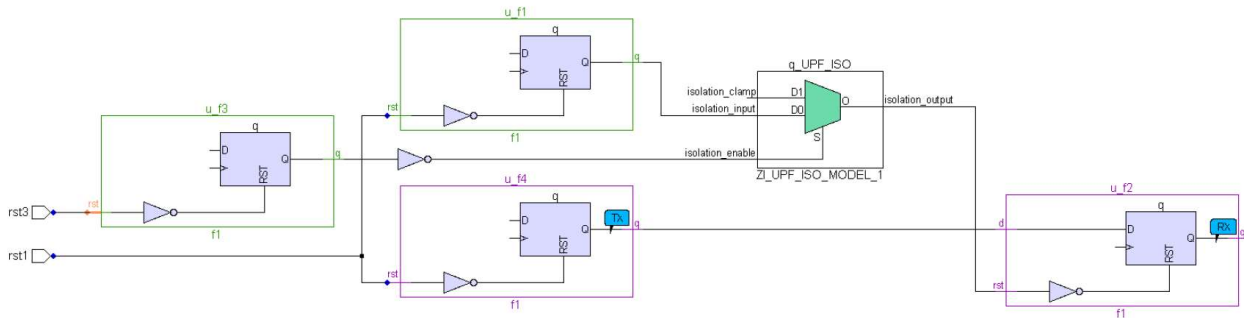 u_f1
q
D
Q
RST
q
rst
f1
q_UPF_ISO
isolation_clamp
D1
isolation_input
D0
O
isolation_output
S
isolation_enable
ZI_UPF_ISO_MODEL_1
u_f3
q
D
Q
RST
q
rst
f1
rst3
rst1
u_f4
q
D
Q
RST
TX
q
rst
f1
u_f2
q
d
D
Q
RST
RX
q
rst
f1